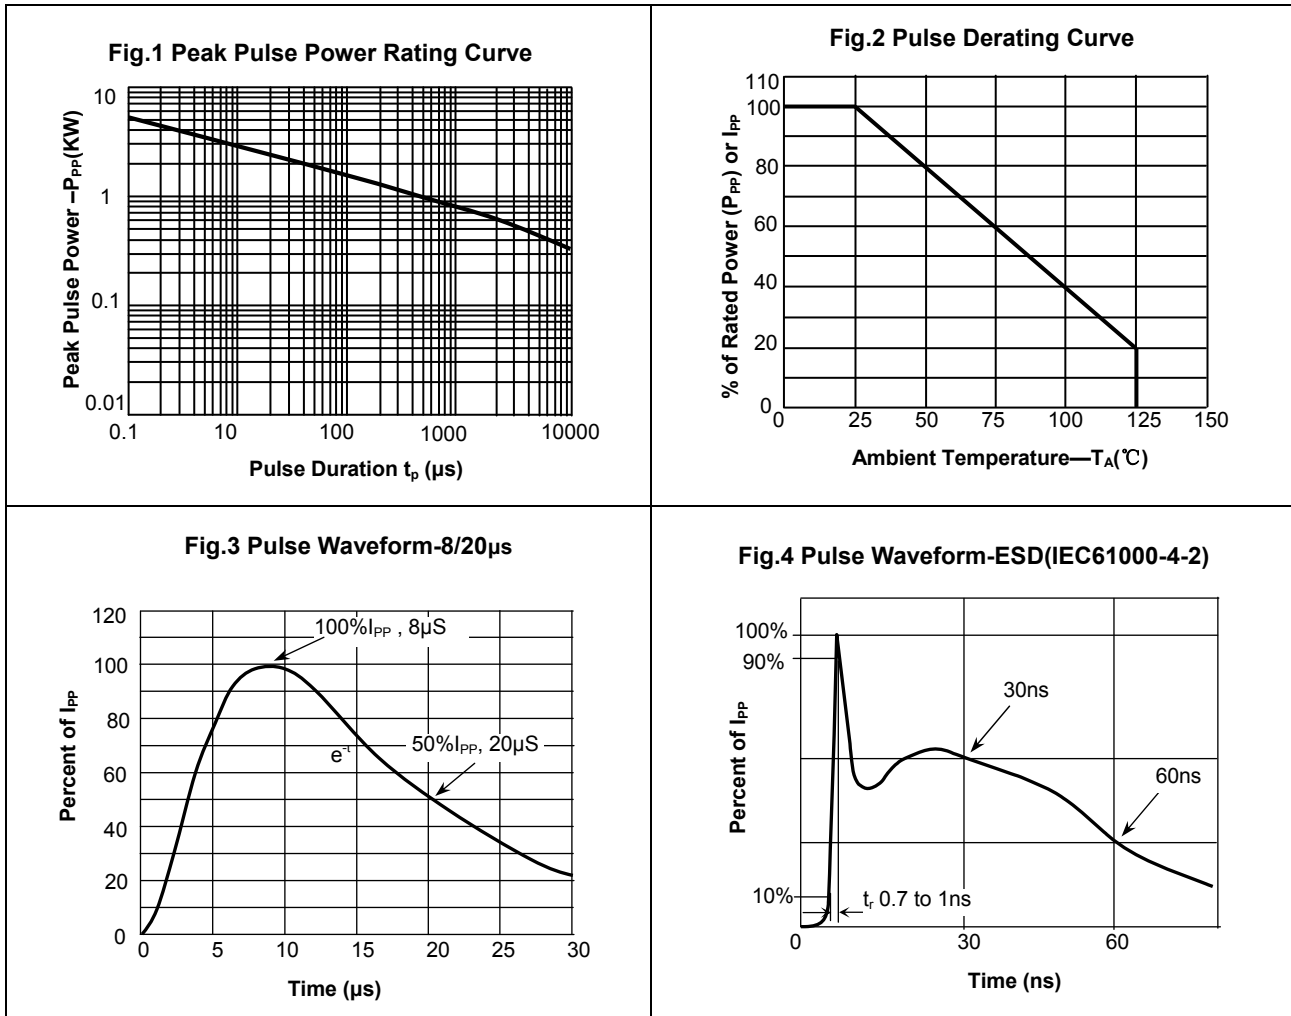 Fig.1 Peak Pulse Power Rating Curve
Peak Pulse Power –PPP(KW)
10
1
0.1
0.01
0.1 10 100 1000 10000
Pulse Duration tp (µs)
Fig.2 Pulse Derating Curve
% of Rated Power (PPP) or IPP
110
100
80
60
40
20
0
0 25 50 75 100 125 150
Ambient Temperature—TA(℃)
Fig.3 Pulse Waveform-8/20µs
Percent of IPP
120
100
80
60
40
20
0
100%IPP , 8µS
e-t
50%IPP, 20µS
0 5 10 15 20 25 30
Time (µs)
Fig.4 Pulse Waveform-ESD(IEC61000-4-2)
Percent of IPP
100%
90%
10%
30ns
60ns
tr 0.7 to 1ns
0 30 60
Time (ns)